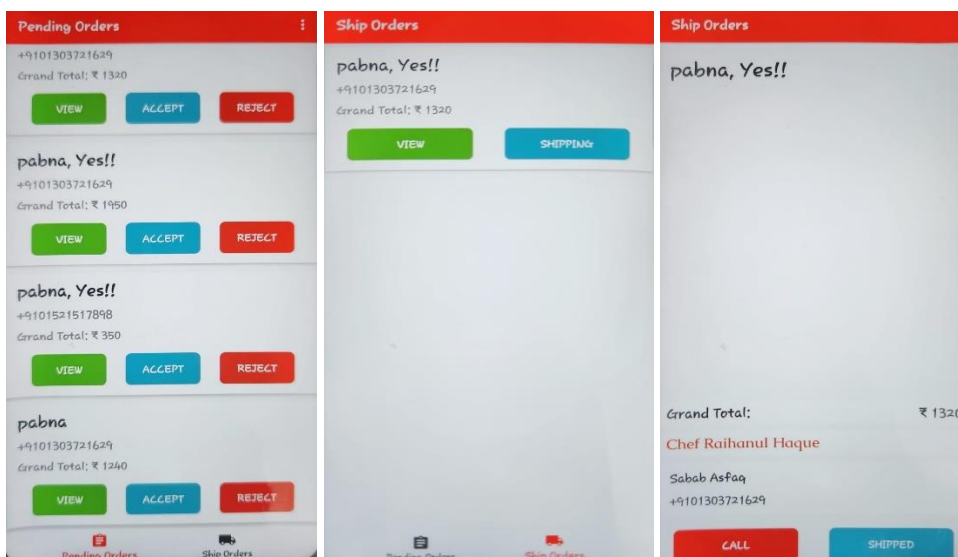 Pending Orders
+9101303721629
Grand Total: ₹ 1320
VIEW ACCEPT REJECT
pabna, Yes!!
+9101303721629
Grand Total: ₹ 1950
VIEW ACCEPT REJECT
pabna, Yes!!
+9101521517898
Grand Total: ₹ 350
VIEW ACCEPT REJECT
pabna
+9101303721629
Grand Total: ₹ 1240
VIEW ACCEPT REJECT
Pending Orders Ship Orders
Ship Orders
pabna, Yes!!
+9101303721629
Grand Total: ₹ 1320
VIEW SHIPPING
Pending Orders Ship Orders
Ship Orders
pabna, Yes!!
Grand Total: ₹ 1320
Chef Raihanul Haque
Sabab Asfaq
+9101303721629
CALL SHIPPED